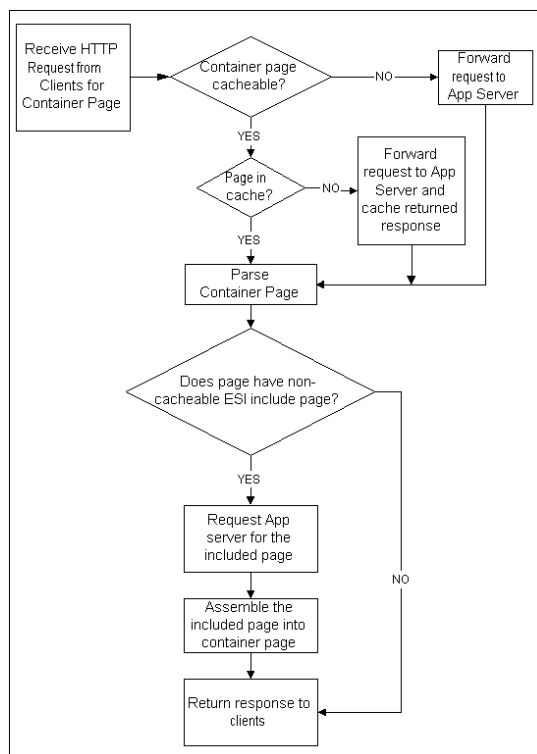 Receive HTTP
Request from
Clients for
Container Page
Container page
cacheable?
NO
Forward
request to
App Server
YES
Page in
cache?
NO
Forward
request to App
Server and
cache returned
response
YES
Parse
Container Page
Does page have non-
cacheable ESI include page?
YES
Request App
server for the
included page
NO
Assemble the
included page into
container page
Return response to
clients